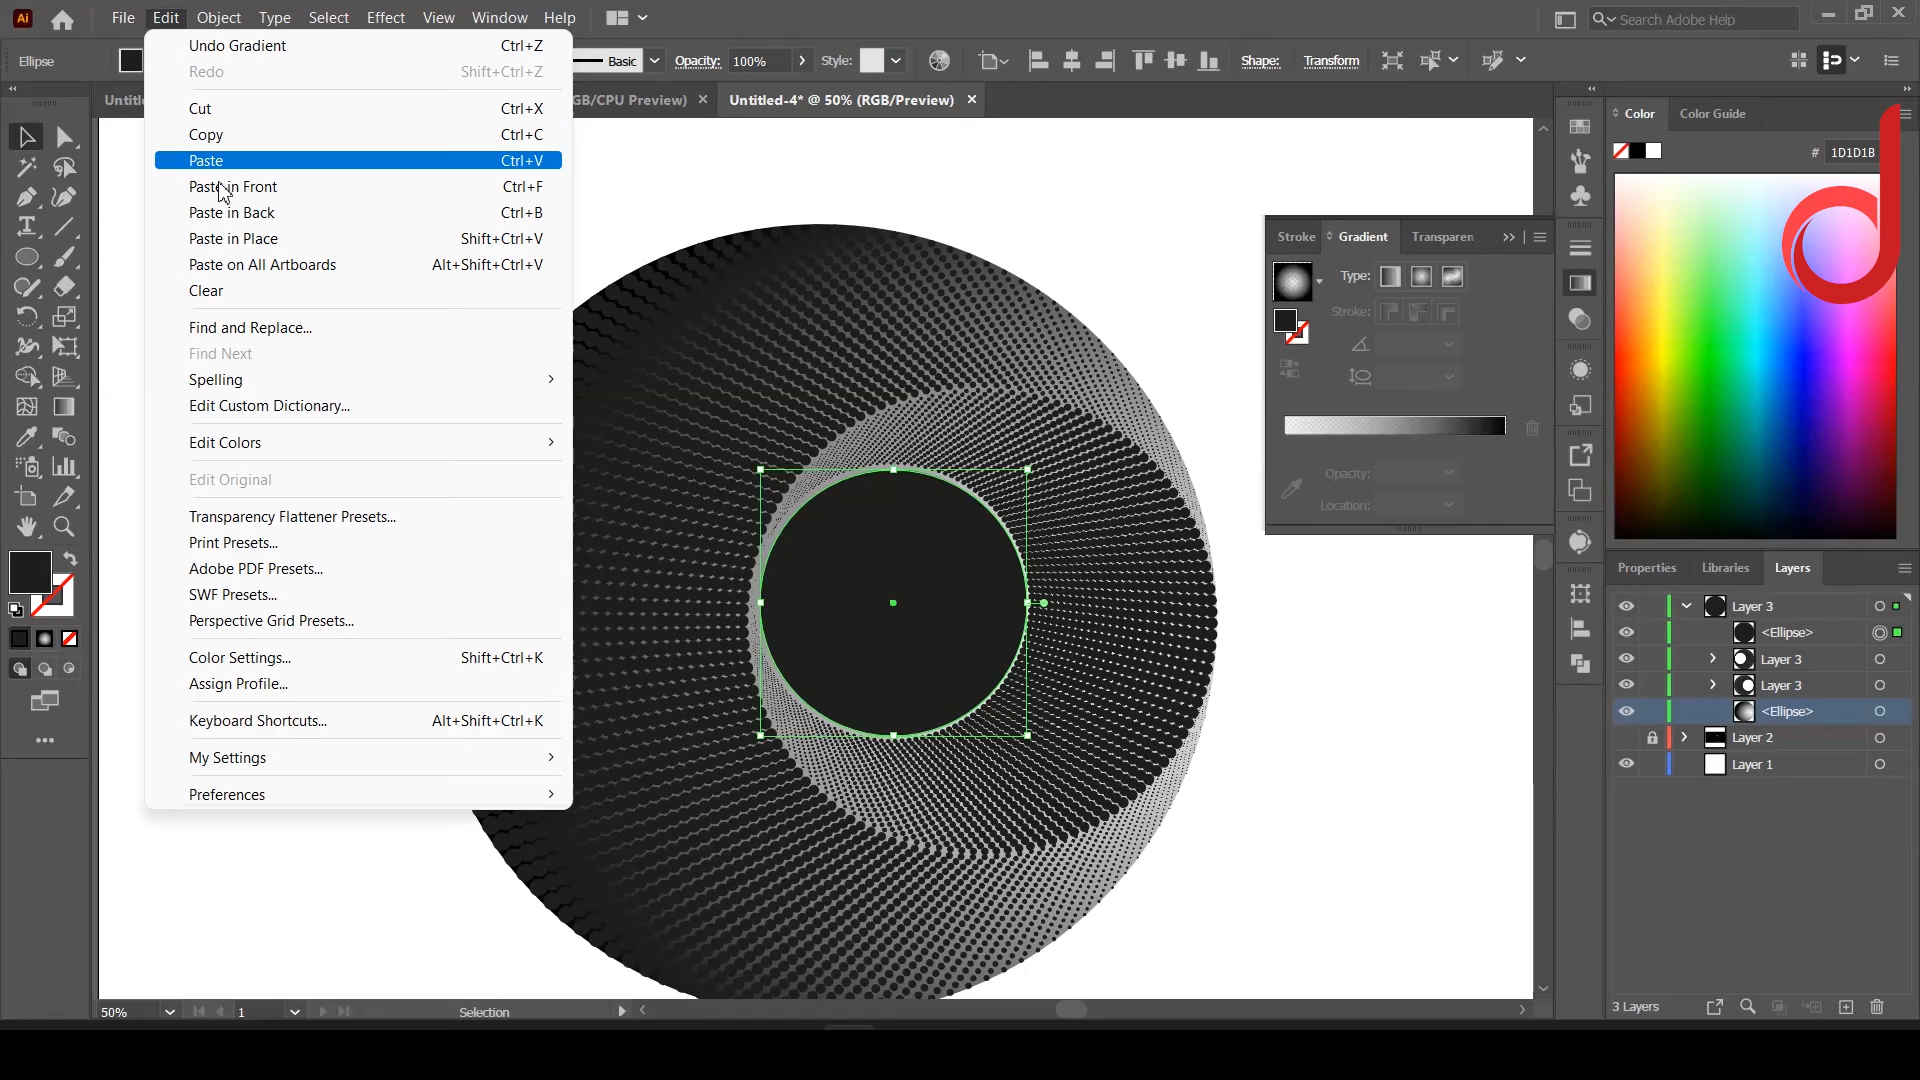 Ai File Edit Object Type Select Effect View Window Help Search Adobe Help
Ellipse Basic Opacity: 100% Style: Shape: Transform
GB/CPU Preview) × Untitled-4* @ 50% (RGB/Preview) ×
Undo Gradient Ctrl+Z
Redo Shift+Ctrl+Z
Cut Ctrl+X
Copy Ctrl+C
Paste Ctrl+V
Paste in Front Ctrl+F
Paste in Back Ctrl+B
Paste in Place Shift+Ctrl+V
Paste on All Artboards Alt+Shift+Ctrl+V
Clear
Find and Replace...
Find Next
Spelling
Edit Custom Dictionary...
Edit Colors
Edit Original
Transparency Flattener Presets...
Print Presets...
Adobe PDF Presets...
SWF Presets...
Perspective Grid Presets...
Color Settings... Shift+Ctrl+K
Assign Profile...
Keyboard Shortcuts... Alt+Shift+Ctrl+K
My Settings
Preferences
Stroke Gradient Transparen
Type:
Stroke:
Opacity:
Location:
Color Color Guide
# 1D1D1B
Properties Libraries Layers
Layer 3
<Ellipse>
Layer 3
Layer 3
<Ellipse>
Layer 2
Layer 1
3 Layers
50% 1 Selection